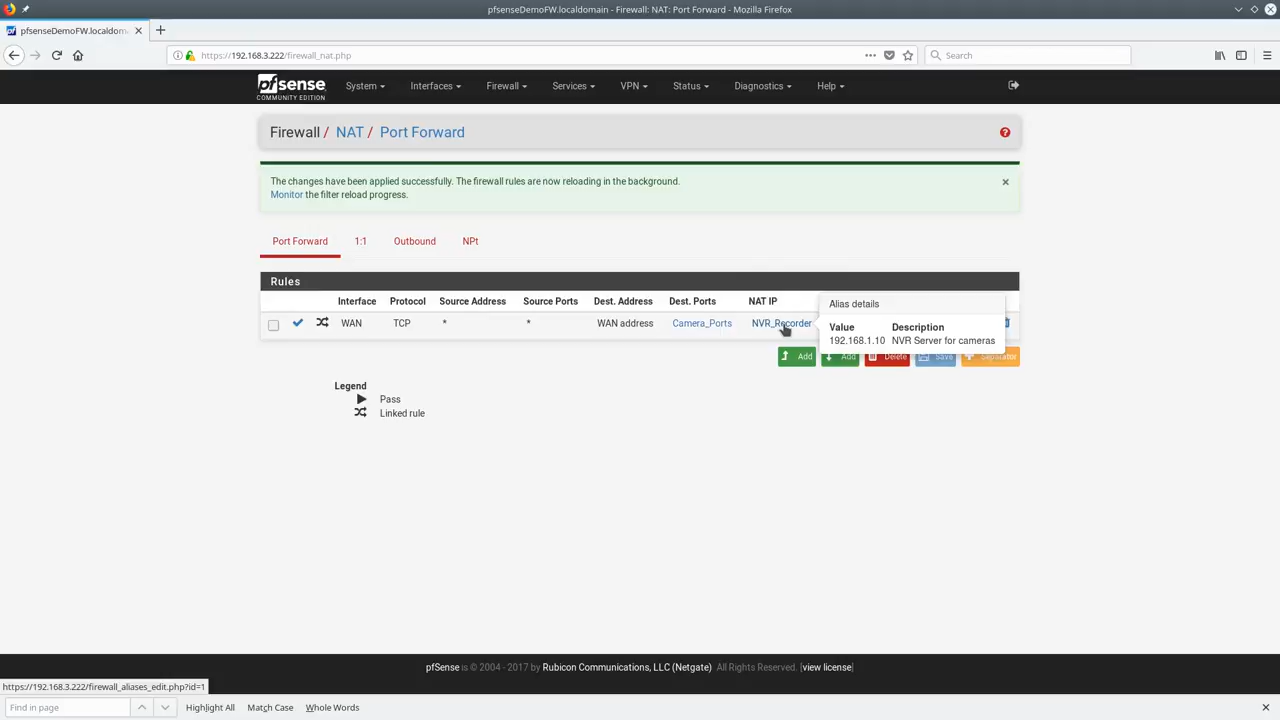 pfsenseDemoFW.localdomain - Firewall: NAT: Port Forward - Mozilla Firefox
pfsenseDemoFW.localdom
https://192.168.3.222/firewall_nat.php
Search
pfsense
COMMUNITY EDITION
System
Interfaces
Firewall
Services
VPN
Status
Diagnostics
Help
Firewall / NAT / Port Forward
The changes have been applied successfully. The firewall rules are now reloading in the background.
Monitor the filter reload progress.
Port Forward
1:1
Outbound
NPt
Rules
Interface Protocol Source Address Source Ports Dest. Address Dest. Ports NAT IP
WAN TCP * * WAN address Camera_Ports NVR_Recorder
Alias details
Value Description
192.168.1.10 NVR Server for cameras
Add
Add
Delete
Save
Separator
Legend
Pass
Linked rule
pfSense is © 2004 - 2017 by Rubicon Communications, LLC (Netgate) All Rights Reserved. [view license]
https://192.168.3.222/firewall_aliases_edit.php?id=1
Find in page
Highlight All
Match Case
Whole Words